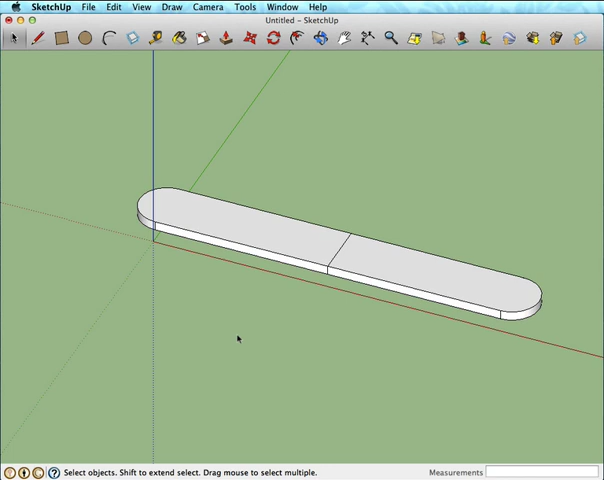 SketchUp File Edit View Draw Camera Tools Window Help
Untitled – SketchUp
Select objects. Shift to extend select. Drag mouse to select multiple. Measurements